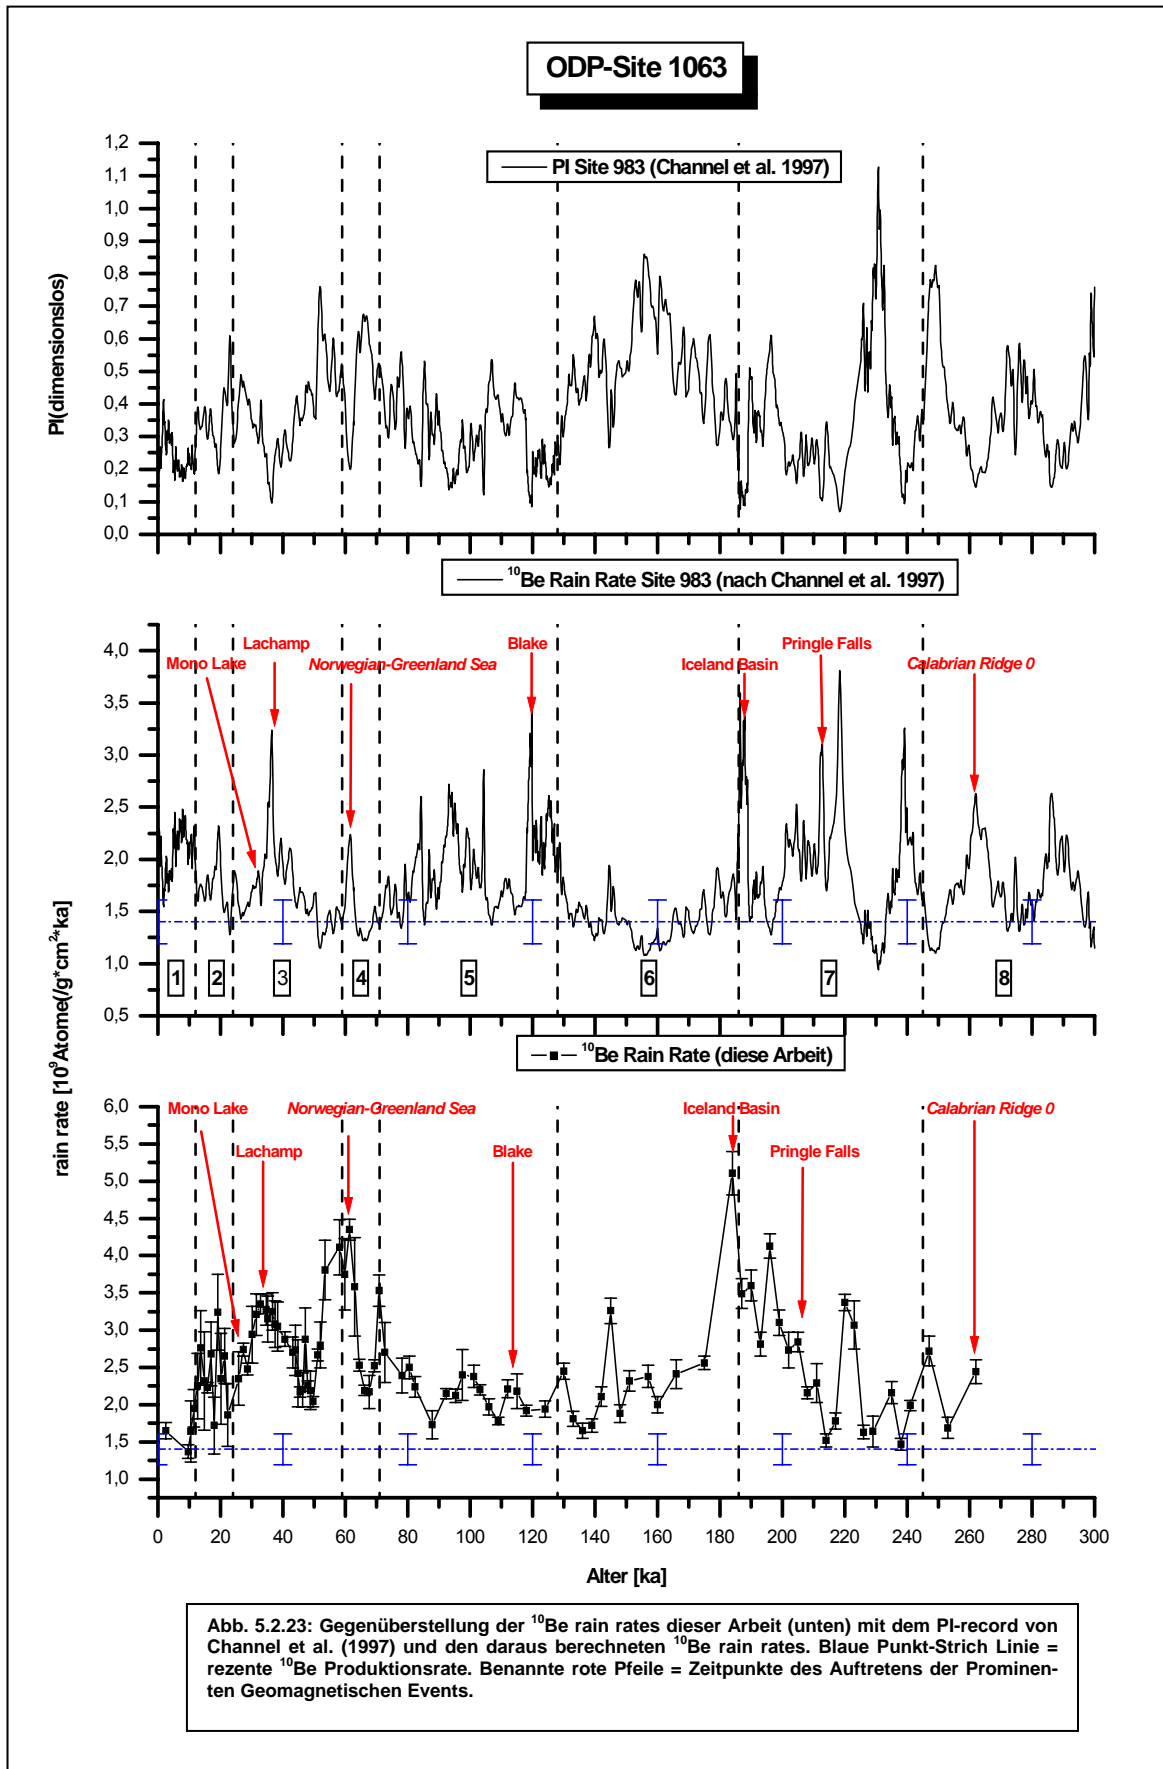 ODP-Site 1063
1,2
1,1
1,0
0,9
0,8
0,7
0,6
0,5
0,4
0,3
0,2
0,1
0,0
PI(dimensionslos)
PI Site 983 (Channel et al. 1997)
¹⁰Be Rain Rate Site 983 (nach Channel et al. 1997)
4,0
3,5
3,0
2,5
2,0
1,5
1,0
0,5
Mono Lake
Lachamp
Norwegian-Greenland Sea
Blake
Iceland Basin
Pringle Falls
Calabrian Ridge 0
1 2 3 4 5 6 7 8
rain rate [10⁹Atome(/g*cm²*ka]
¹⁰Be Rain Rate (diese Arbeit)
6,0
5,5
5,0
4,5
4,0
3,5
3,0
2,5
2,0
1,5
1,0
Mono Lake
Lachamp
Norwegian-Greenland Sea
Blake
Iceland Basin
Pringle Falls
Calabrian Ridge 0
0 20 40 60 80 100 120 140 160 180 200 220 240 260 280 300
Alter [ka]
Abb. 5.2.23: Gegenüberstellung der ¹⁰Be rain rates dieser Arbeit (unten) mit dem PI-record von
Channel et al. (1997) und den daraus berechneten ¹⁰Be rain rates. Blaue Punkt-Strich Linie =
rezente ¹⁰Be Produktionsrate. Benannte rote Pfeile = Zeitpunkte des Auftretens der Prominen-
ten Geomagnetischen Events.